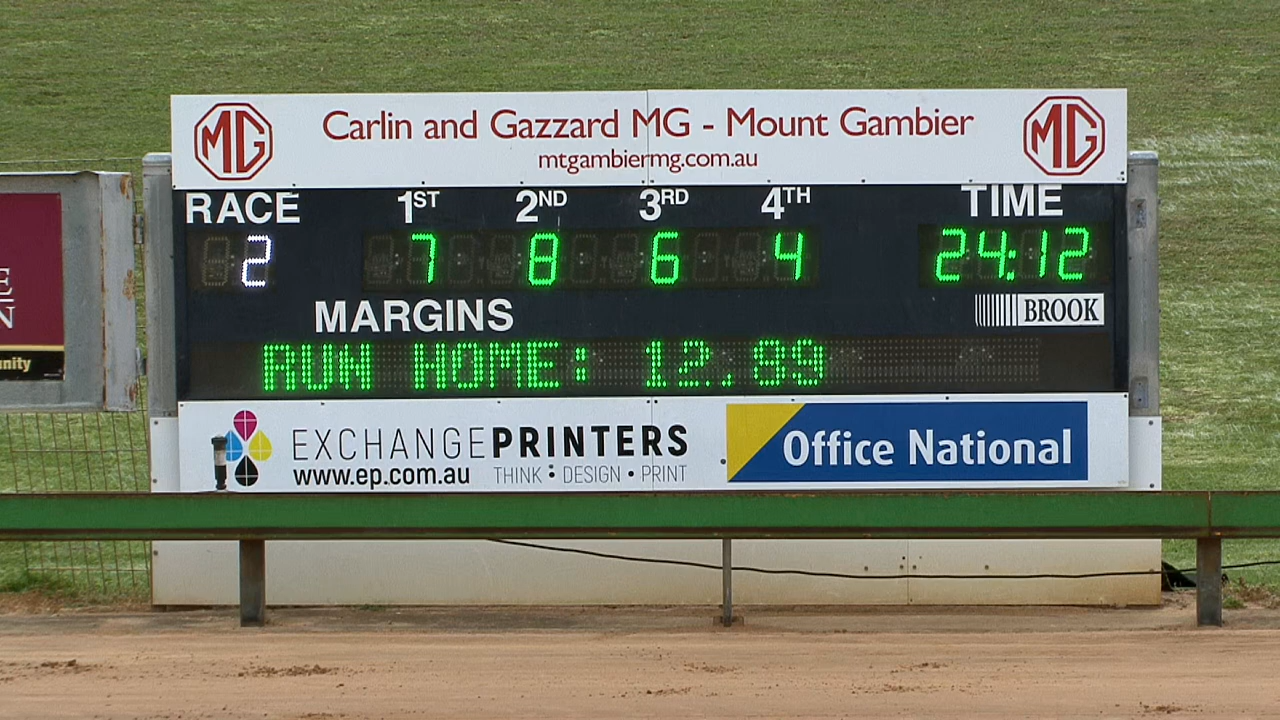 MG Carlin and Gazzard MG - Mount Gambier MG
mtgambiermg.com.au
RACE 1ST 2ND 3RD 4TH TIME
2 7 8 6 4 24:12
MARGINS BROOK
RUN HOME: 12.89
EXCHANGEPRINTERS
www.ep.com.au THINK : DESIGN • PRINT
Office National
E
N
nity